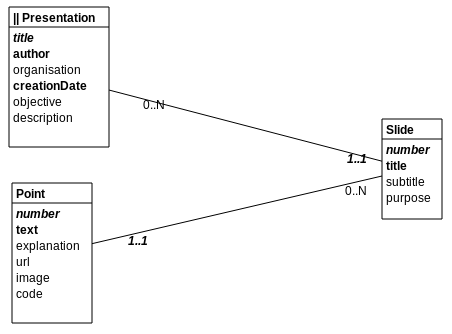 || Presentation
title
author
organisation
creationDate
objective
description
0..N
1..1
Slide
number
title
subtitle
purpose
0..N
1..1
Point
number
text
explanation
url
image
code